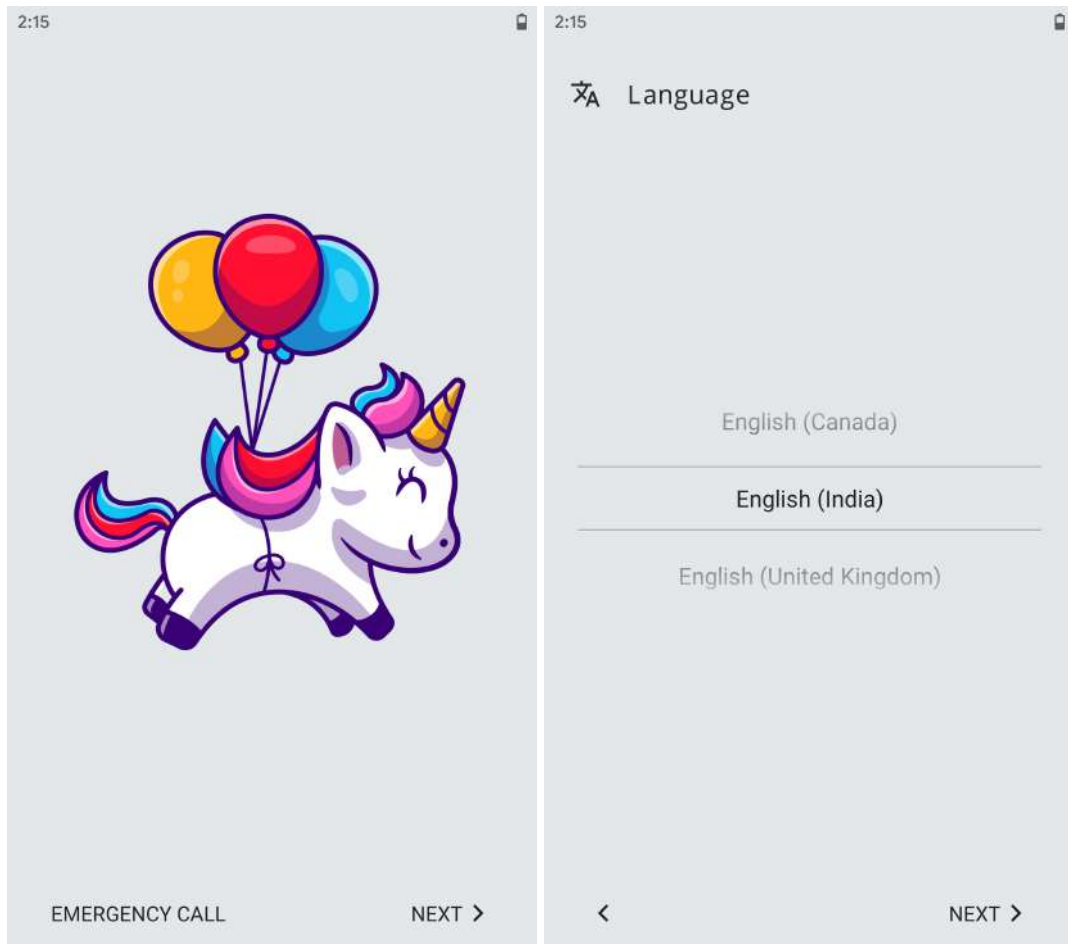 2:15
EMERGENCY CALL
NEXT
2:15
Language
English (Canada)
English (India)
English (United Kingdom)
NEXT